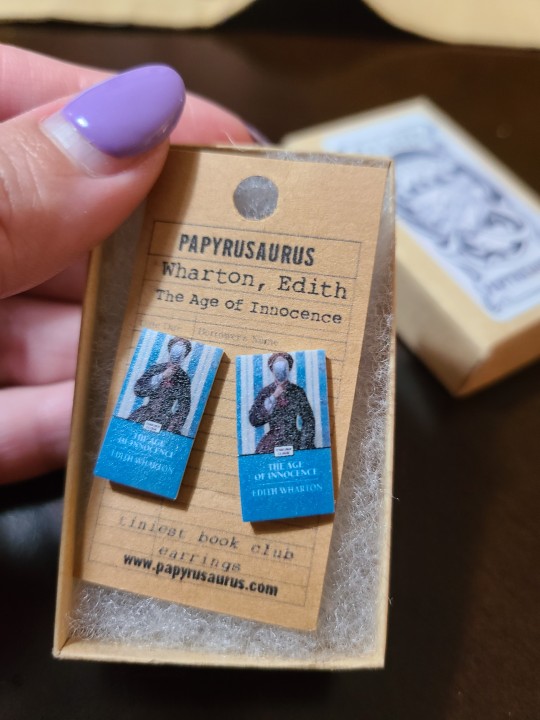 PAPYRUSAURUS
Wharton, Edith
The Age of Innocence
Borrowers Name
THE AGE
OF INNOCENCE
EDITH WHARTON
THE AGE
OF INNOCENCE
EDITH WHARTON
tiniest book club
earrings
www.papyrusaurus.com